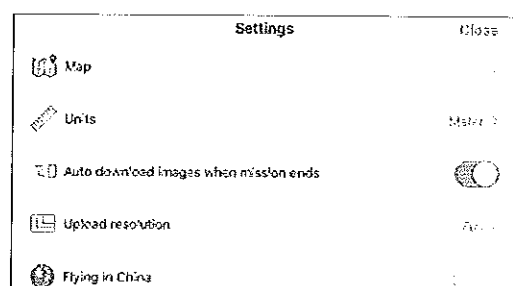 Settings
Close
Map
Units
Auto download images when mission ends
Upload resolution
Flying in China